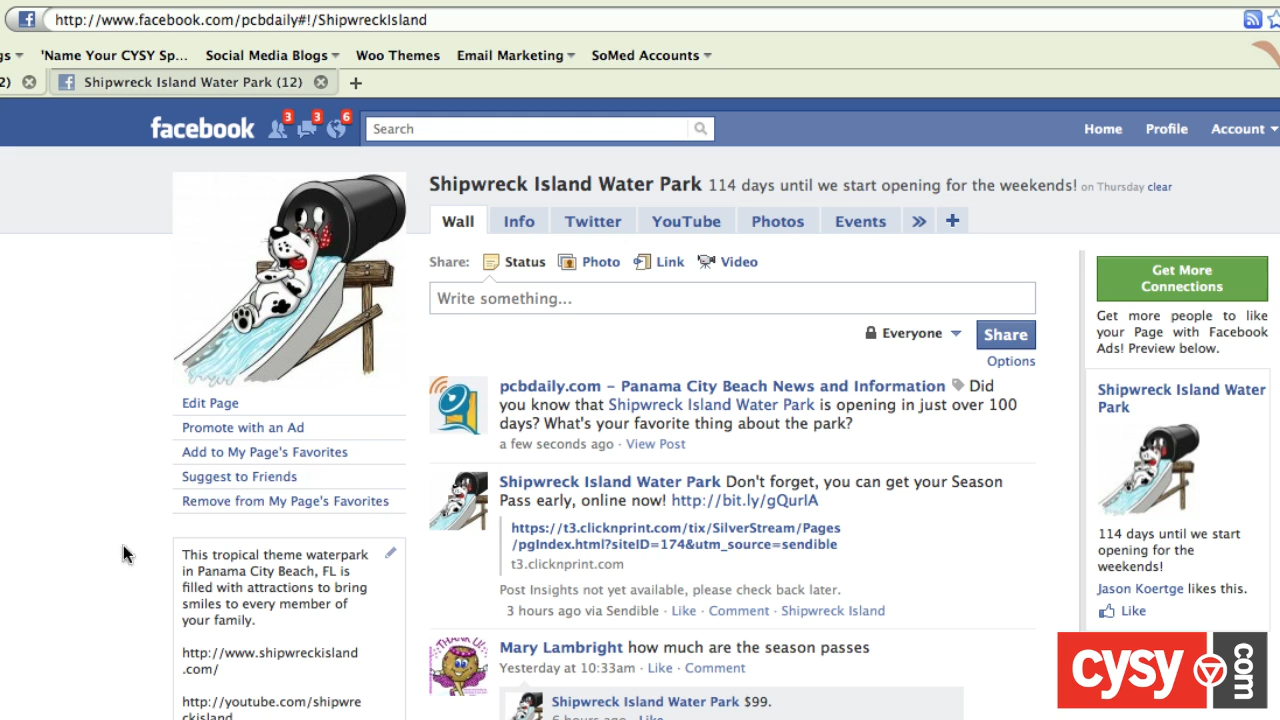 http://www.facebook.com/pcbdaily#!/ShipwreckIsland
gs 'Name Your CYSY Sp... Social Media Blogs Woo Themes Email Marketing SoMed Accounts
2) Shipwreck Island Water Park (12) +
facebook 3 3 6 Search Home Profile Account
Shipwreck Island Water Park 114 days until we start opening for the weekends! on Thursday clear
Wall Info Twitter YouTube Photos Events » +
Share: Status Photo Link Video
Write something...
Everyone Share
Options
pcbdaily.com – Panama City Beach News and Information Did
you know that Shipwreck Island Water Park is opening in just over 100
days? What's your favorite thing about the park?
a few seconds ago · View Post
Shipwreck Island Water Park Don't forget, you can get your Season
Pass early, online now! http://bit.ly/gQurlA
https://t3.clicknprint.com/tix/SilverStream/Pages
/pgIndex.html?siteID=174&utm_source=sendible
t3.clicknprint.com
Post Insights not yet available, please check back later.
3 hours ago via Sendible · Like · Comment · Shipwreck Island
THANK U!
Mary Lambright how much are the season passes
Yesterday at 10:33am · Like · Comment
Shipwreck Island Water Park $99.
6 hours ago · Like
Edit Page
Promote with an Ad
Add to My Page's Favorites
Suggest to Friends
Remove from My Page's Favorites
This tropical theme waterpark
in Panama City Beach, FL is
filled with attractions to bring
smiles to every member of
your family.
http://www.shipwreckisland
.com/
http://youtube.com/shipwre
ckisland
Get More
Connections
Get more people to like
your Page with Facebook
Ads! Preview below.
Shipwreck Island Water
Park
114 days until we start
opening for the
weekends!
Jason Koertge likes this.
Like
cysy com